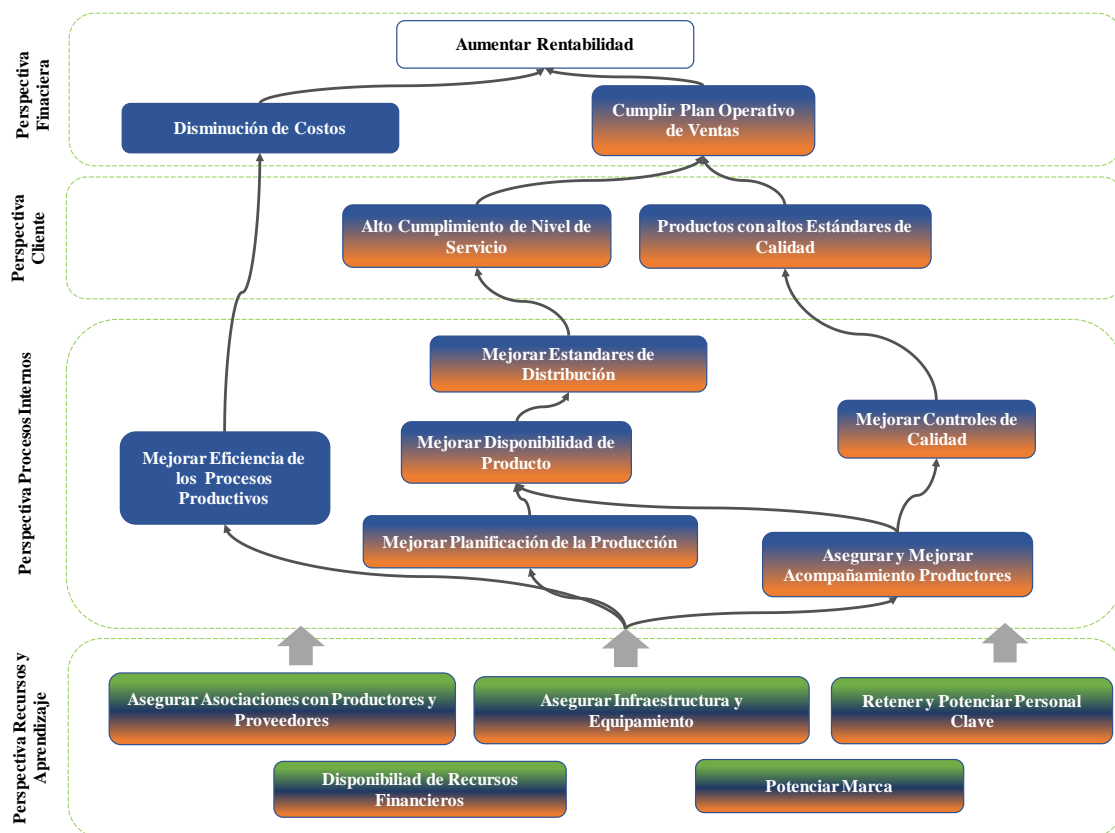 Perspectiva
Finaciera
Aumentar Rentabilidad
Disminución de Costos
Cumplir Plan Operativo
de Ventas
Perspectiva
Cliente
Alto Cumplimiento de Nivel de
Servicio
Productos con altos Estándares
de Calidad
Perspectiva Procesos Internos
Mejorar Estandares de
Distribución
Mejorar Disponibilidad de
Producto
Mejorar Controles de
Calidad
Mejorar Eficiencia de
los Procesos
Productivos
Mejorar Planificación de la Producción
Asegurar y Mejorar
Acompañamiento Productores
Perspectiva Recursos y
Aprendizaje
Asegurar Asociaciones con Productores y
Proveedores
Asegurar Infraestructura y
Equipamiento
Retener y Potenciar Personal
Clave
Disponibiliad de Recursos
Financieros
Potenciar Marca